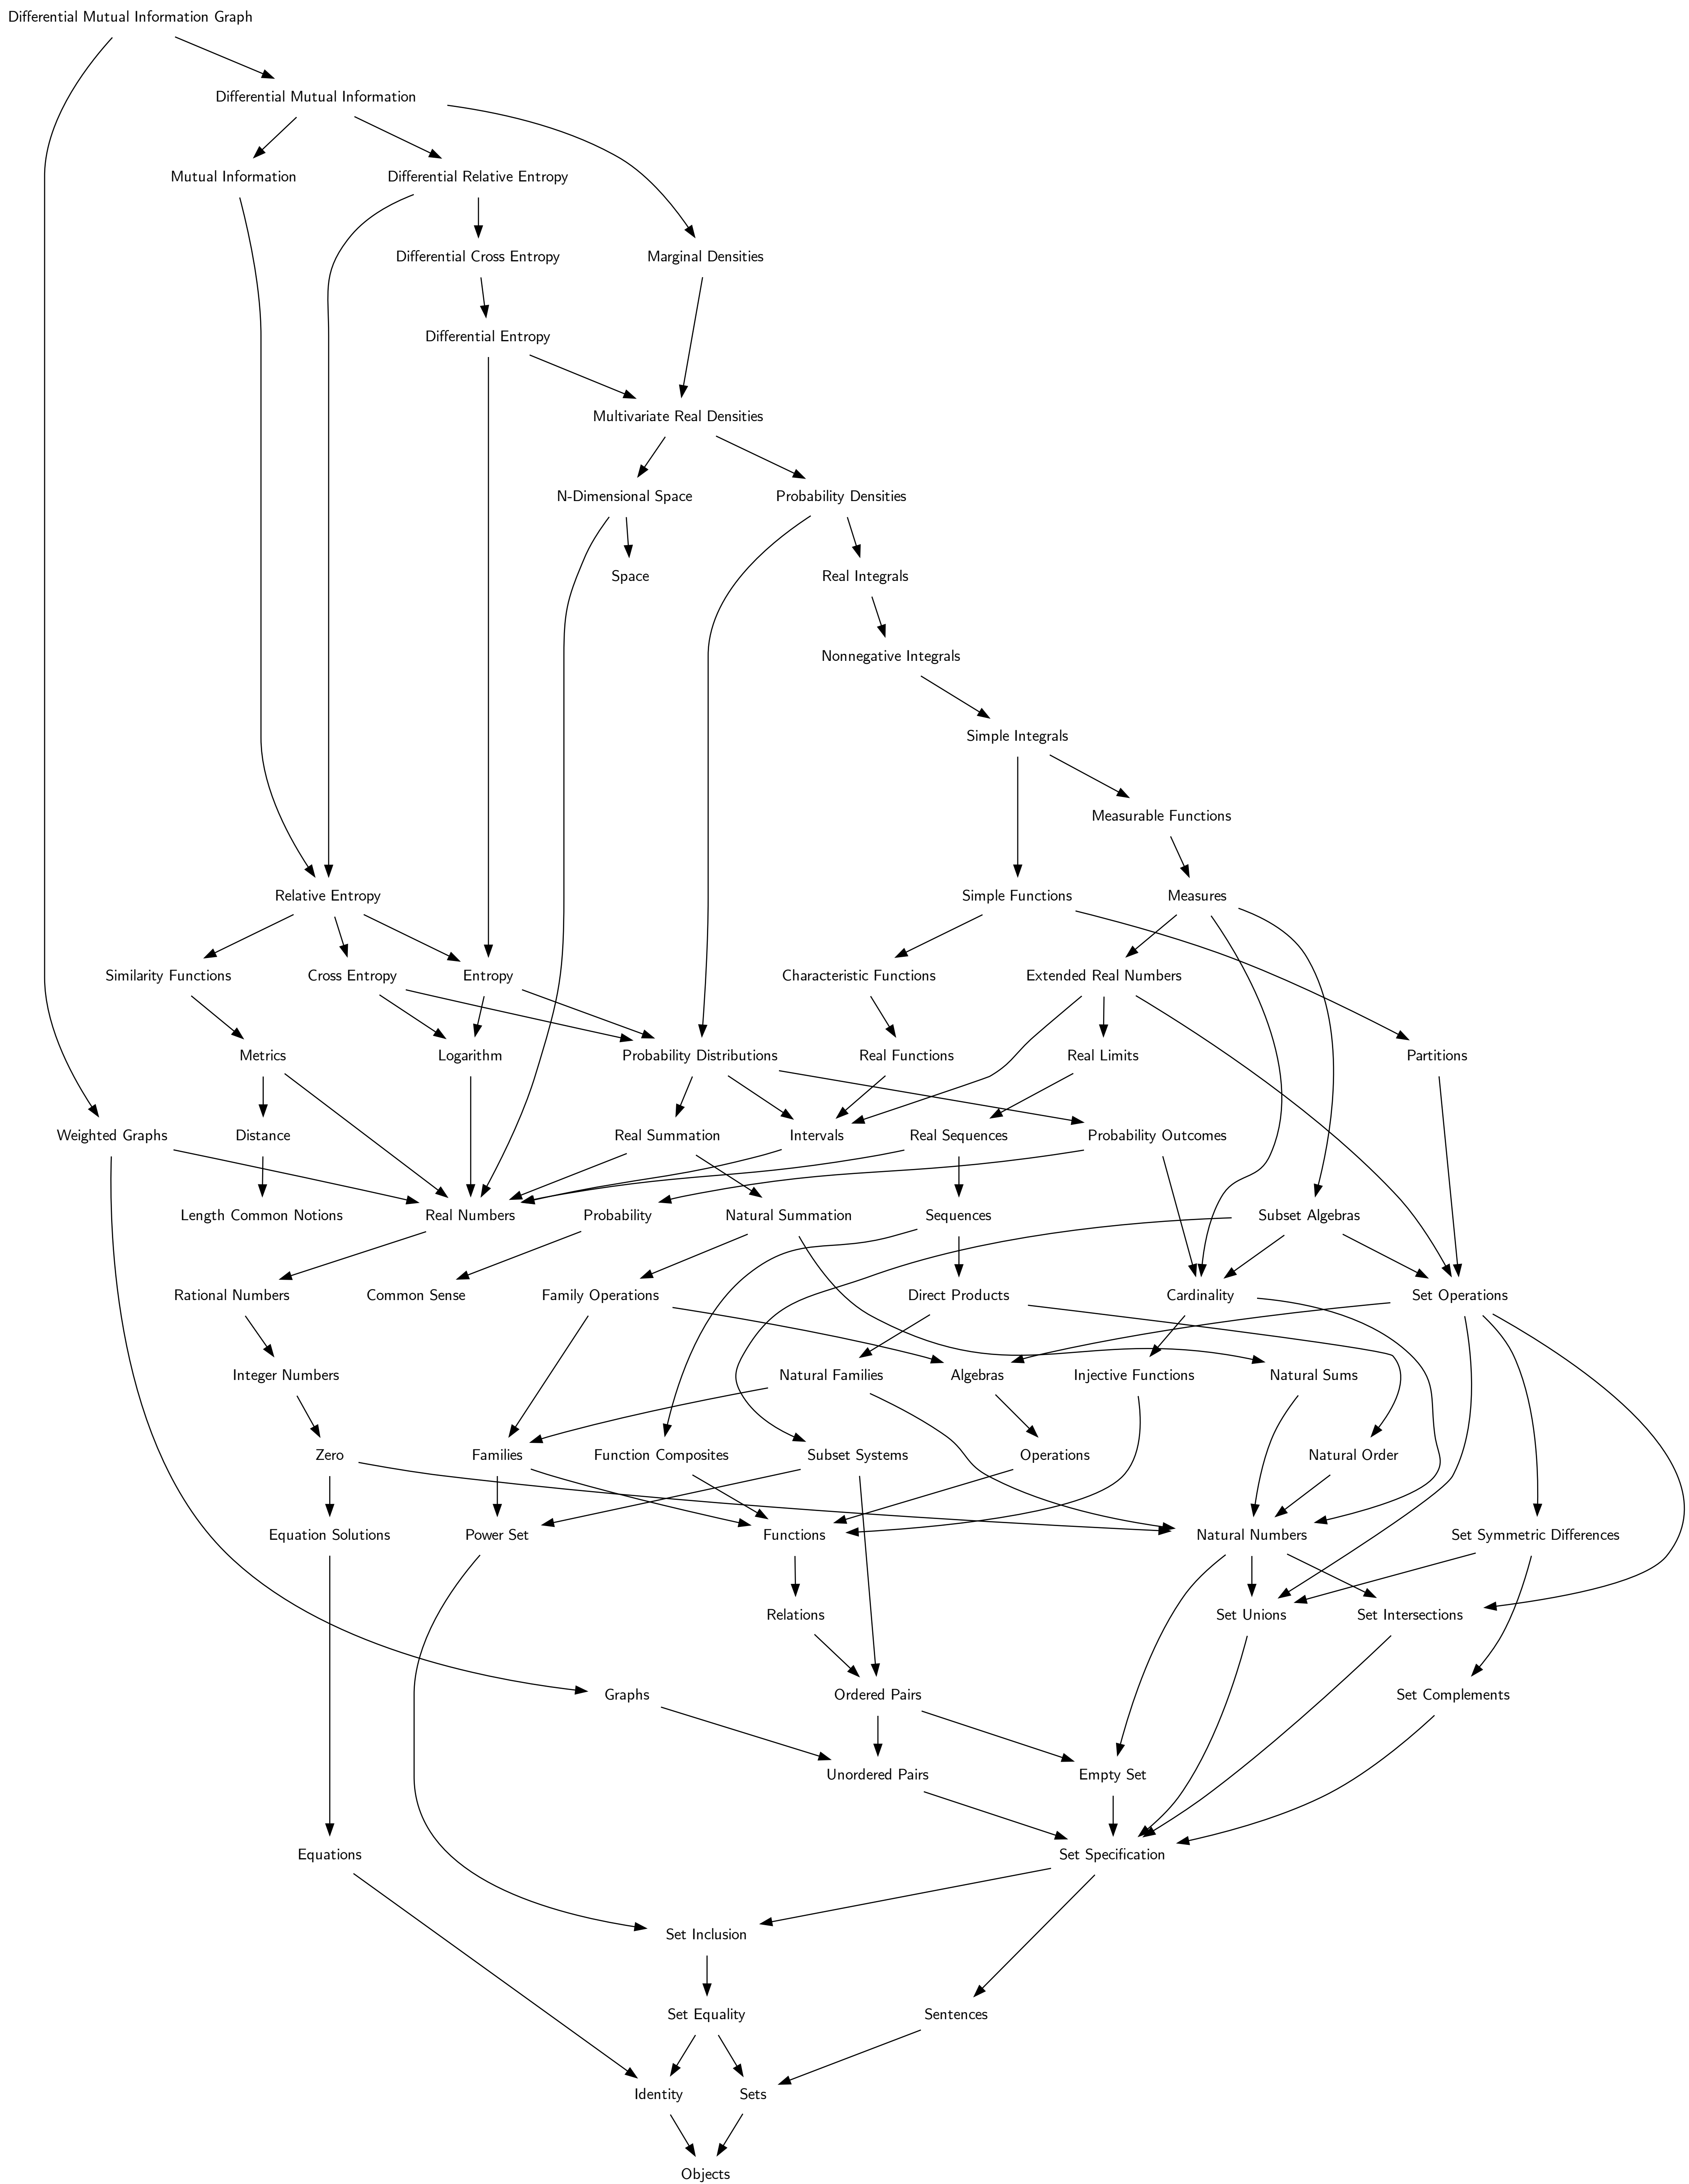 Differential Mutual Information Graph
Differential Mutual Information
Mutual Information
Differential Relative Entropy
Differential Cross Entropy
Marginal Densities
Differential Entropy
Multivariate Real Densities
N-Dimensional Space
Probability Densities
Space
Real Integrals
Nonnegative Integrals
Simple Integrals
Measurable Functions
Relative Entropy
Simple Functions
Measures
Similarity Functions
Cross Entropy
Entropy
Characteristic Functions
Extended Real Numbers
Metrics
Logarithm
Probability Distributions
Real Functions
Real Limits
Partitions
Weighted Graphs
Distance
Real Summation
Intervals
Real Sequences
Probability Outcomes
Length Common Notions
Real Numbers
Probability
Natural Summation
Sequences
Subset Algebras
Rational Numbers
Common Sense
Family Operations
Direct Products
Cardinality
Set Operations
Integer Numbers
Natural Families
Algebras
Injective Functions
Natural Sums
Zero
Families
Function Composites
Subset Systems
Operations
Natural Order
Equation Solutions
Power Set
Functions
Natural Numbers
Set Symmetric Differences
Relations
Set Unions
Set Intersections
Graphs
Ordered Pairs
Set Complements
Unordered Pairs
Empty Set
Equations
Set Specification
Set Inclusion
Set Equality
Sentences
Identity
Sets
Objects